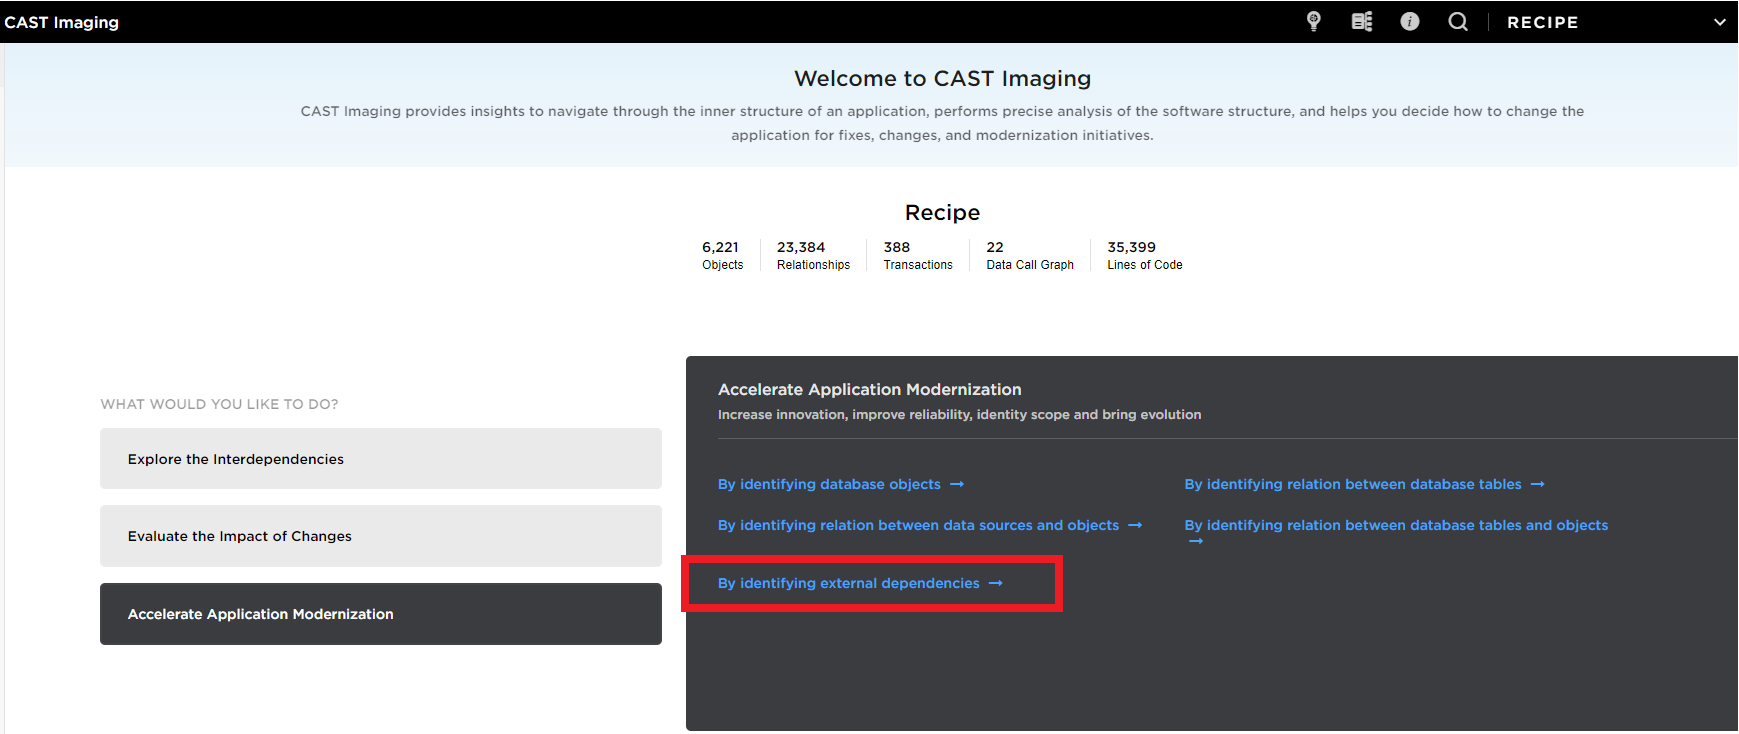 CAST Imaging
RECIPE
Welcome to CAST Imaging
CAST Imaging provides insights to navigate through the inner structure of an application, performs precise analysis of the software structure, and helps you decide how to change the
application for fixes, changes, and modernization initiatives.
Recipe
6,221 23,384 388 22 35,399
Objects Relationships Transactions Data Call Graph Lines of Code
WHAT WOULD YOU LIKE TO DO?
Explore the Interdependencies
Evaluate the Impact of Changes
Accelerate Application Modernization
Accelerate Application Modernization
Increase innovation, improve reliability, identity scope and bring evolution
By identifying database objects →
By identifying relation between database tables →
By identifying relation between data sources and objects →
By identifying relation between database tables and objects
→
By identifying external dependencies →